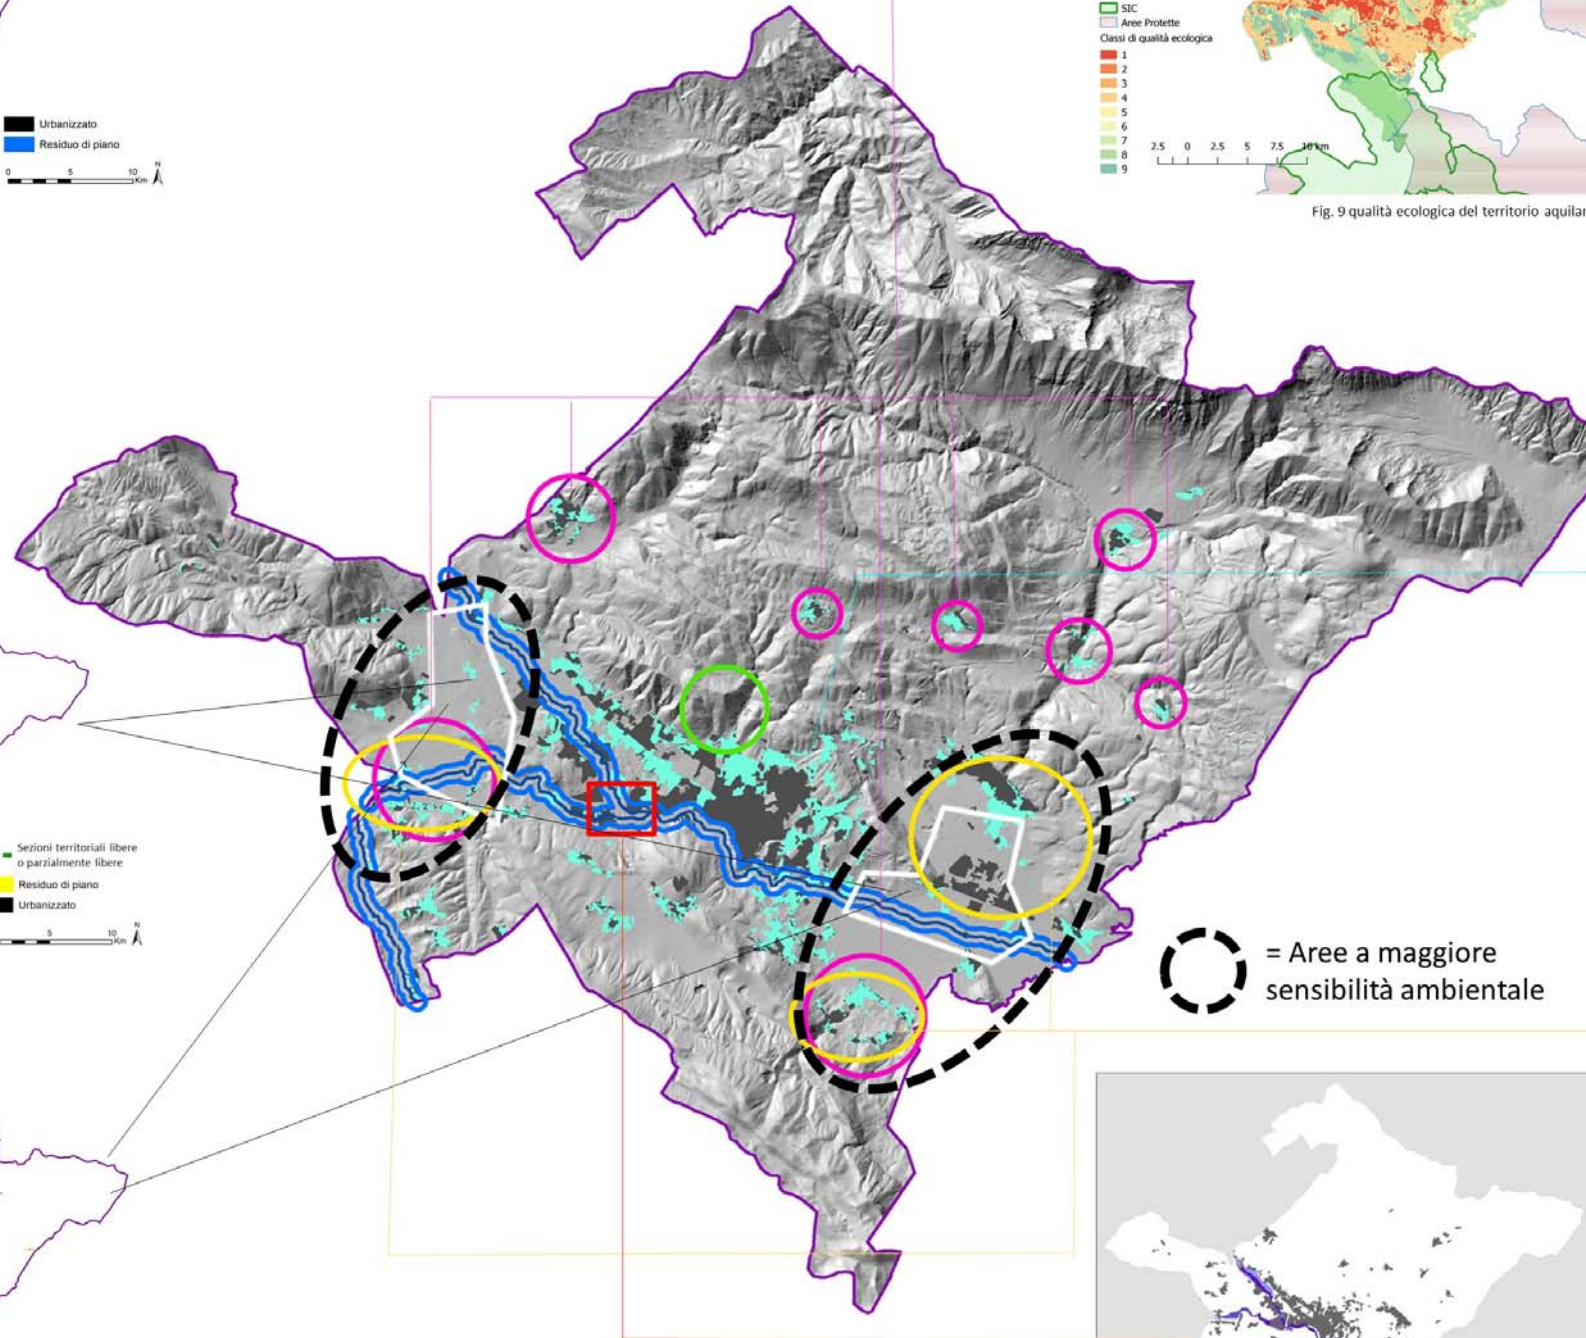 SIC
Aree Protette
Classi di qualità ecologica
1
2
3
4
5
6
7
8
9
2.5 0 2.5 5 7.5 10 km
Fig. 9 qualità ecologica del territorio aquilar
Urbanizzato
Residuo di piano
N
0 5 10
Km
Sezioni territoriali libere
o parzialmente libere
Residuo di piano
Urbanizzato
N
5 10
Km
= Aree a maggiore
sensibilità ambientale